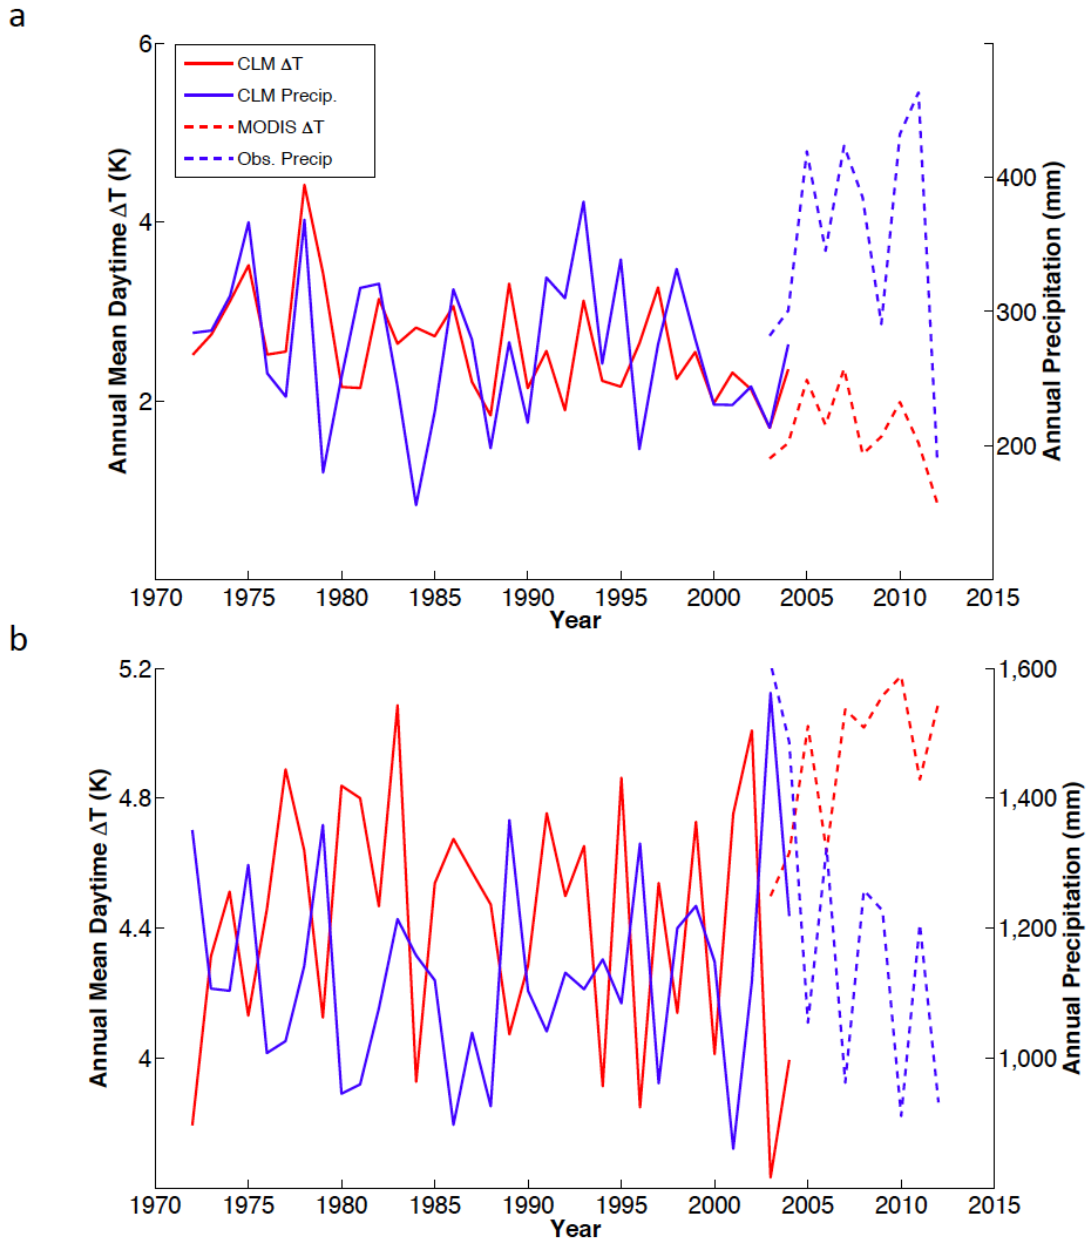 a
6
4
2
Annual Mean Daytime ΔT (K)
CLM ΔT
CLM Precip.
MODIS ΔT
Obs. Precip
400
300
200
Annual Precipitation (mm)
1970 1975 1980 1985 1990 1995 2000 2005 2010 2015
Year
b
5.2
4.8
4.4
4
Annual Mean Daytime ΔT (K)
1,600
1,400
1,200
1,000
Annual Precipitation (mm)
1970 1975 1980 1985 1990 1995 2000 2005 2010 2015
Year